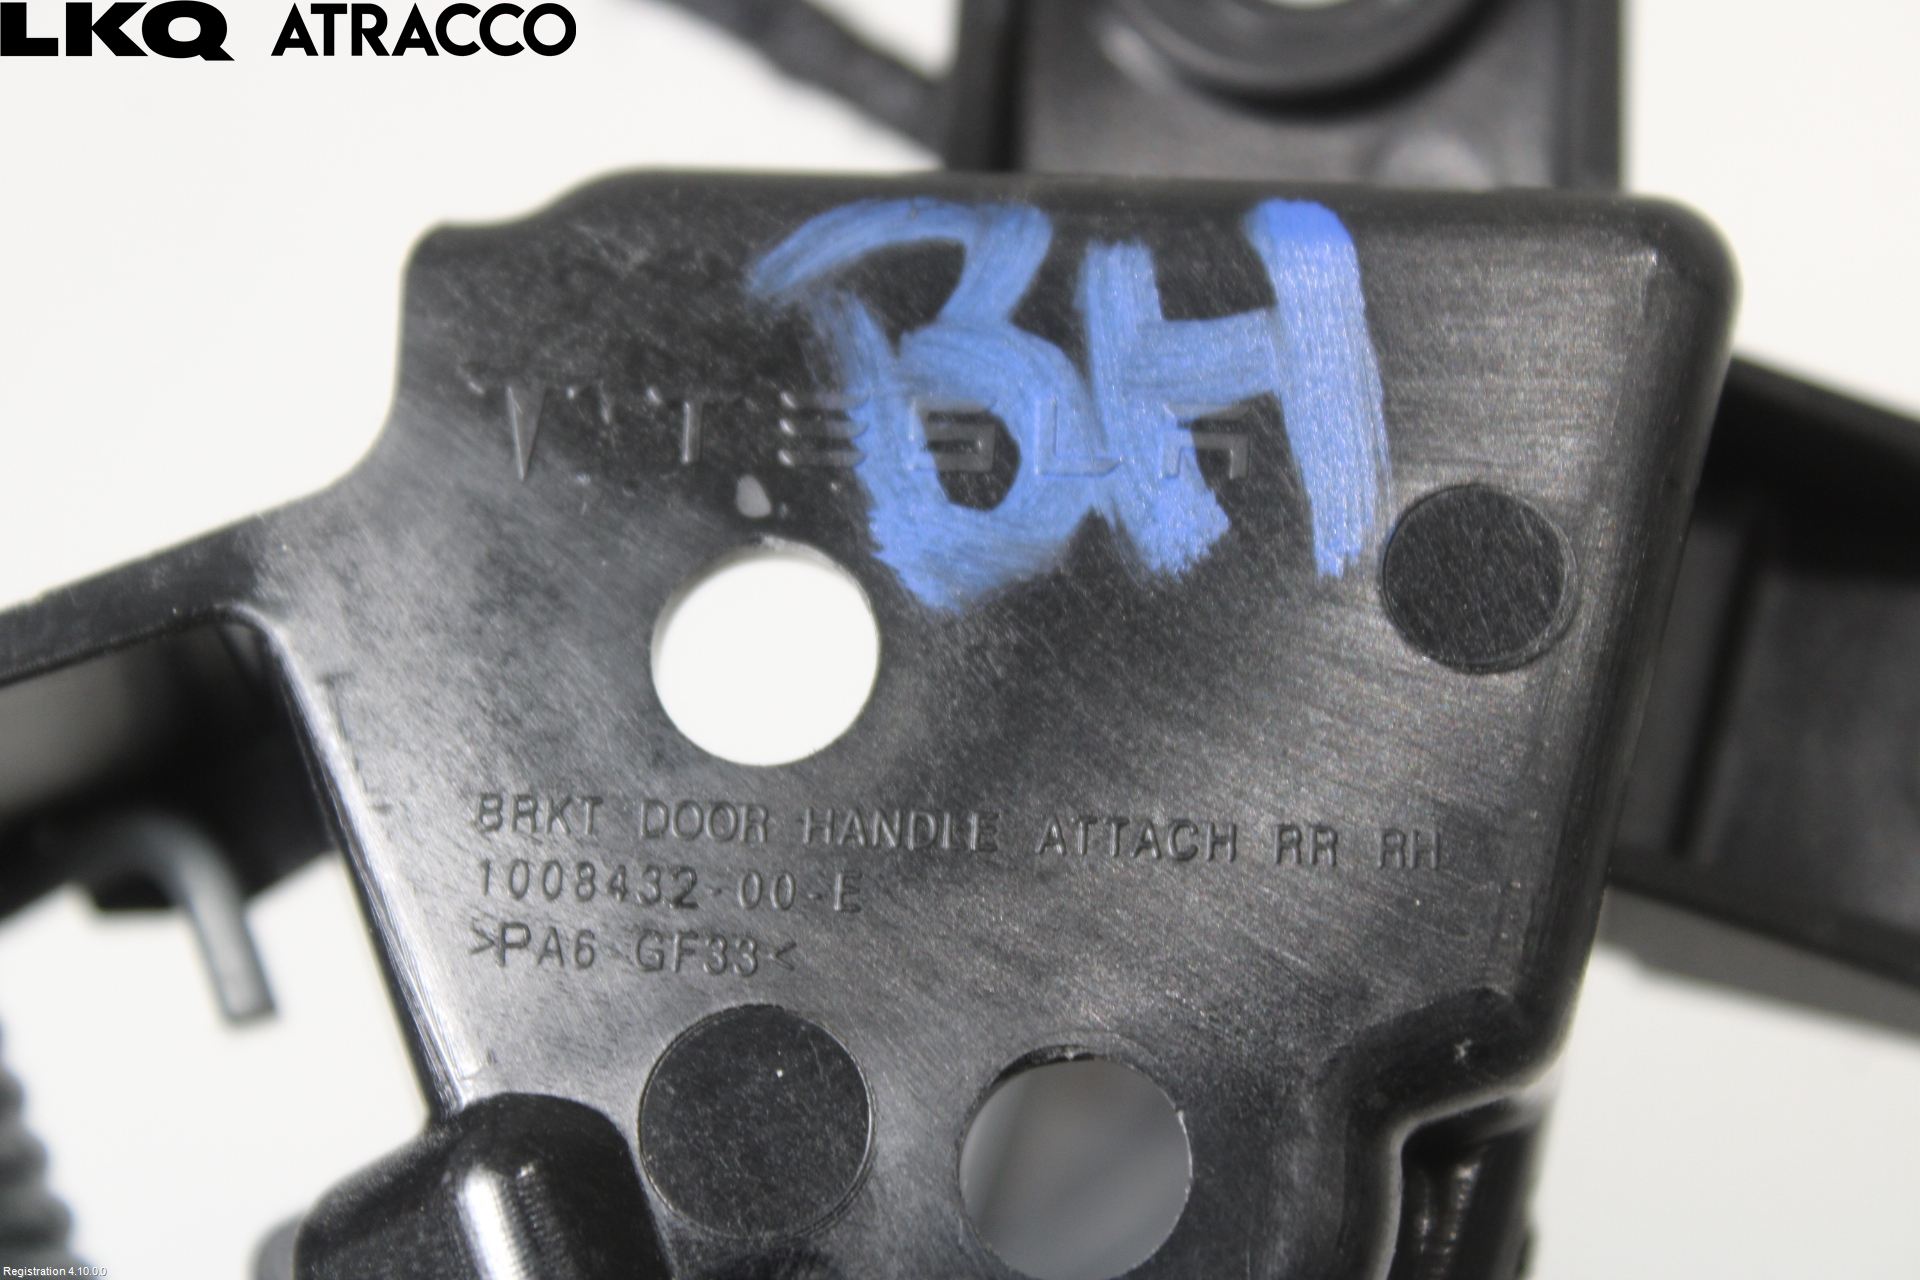 LKQ ATRACCO
BH
TESLA
BRKT DOOR HANDLE ATTACH RR RH
1008432-00-E
>PA6-GF33<
Registration 4.10.0.0